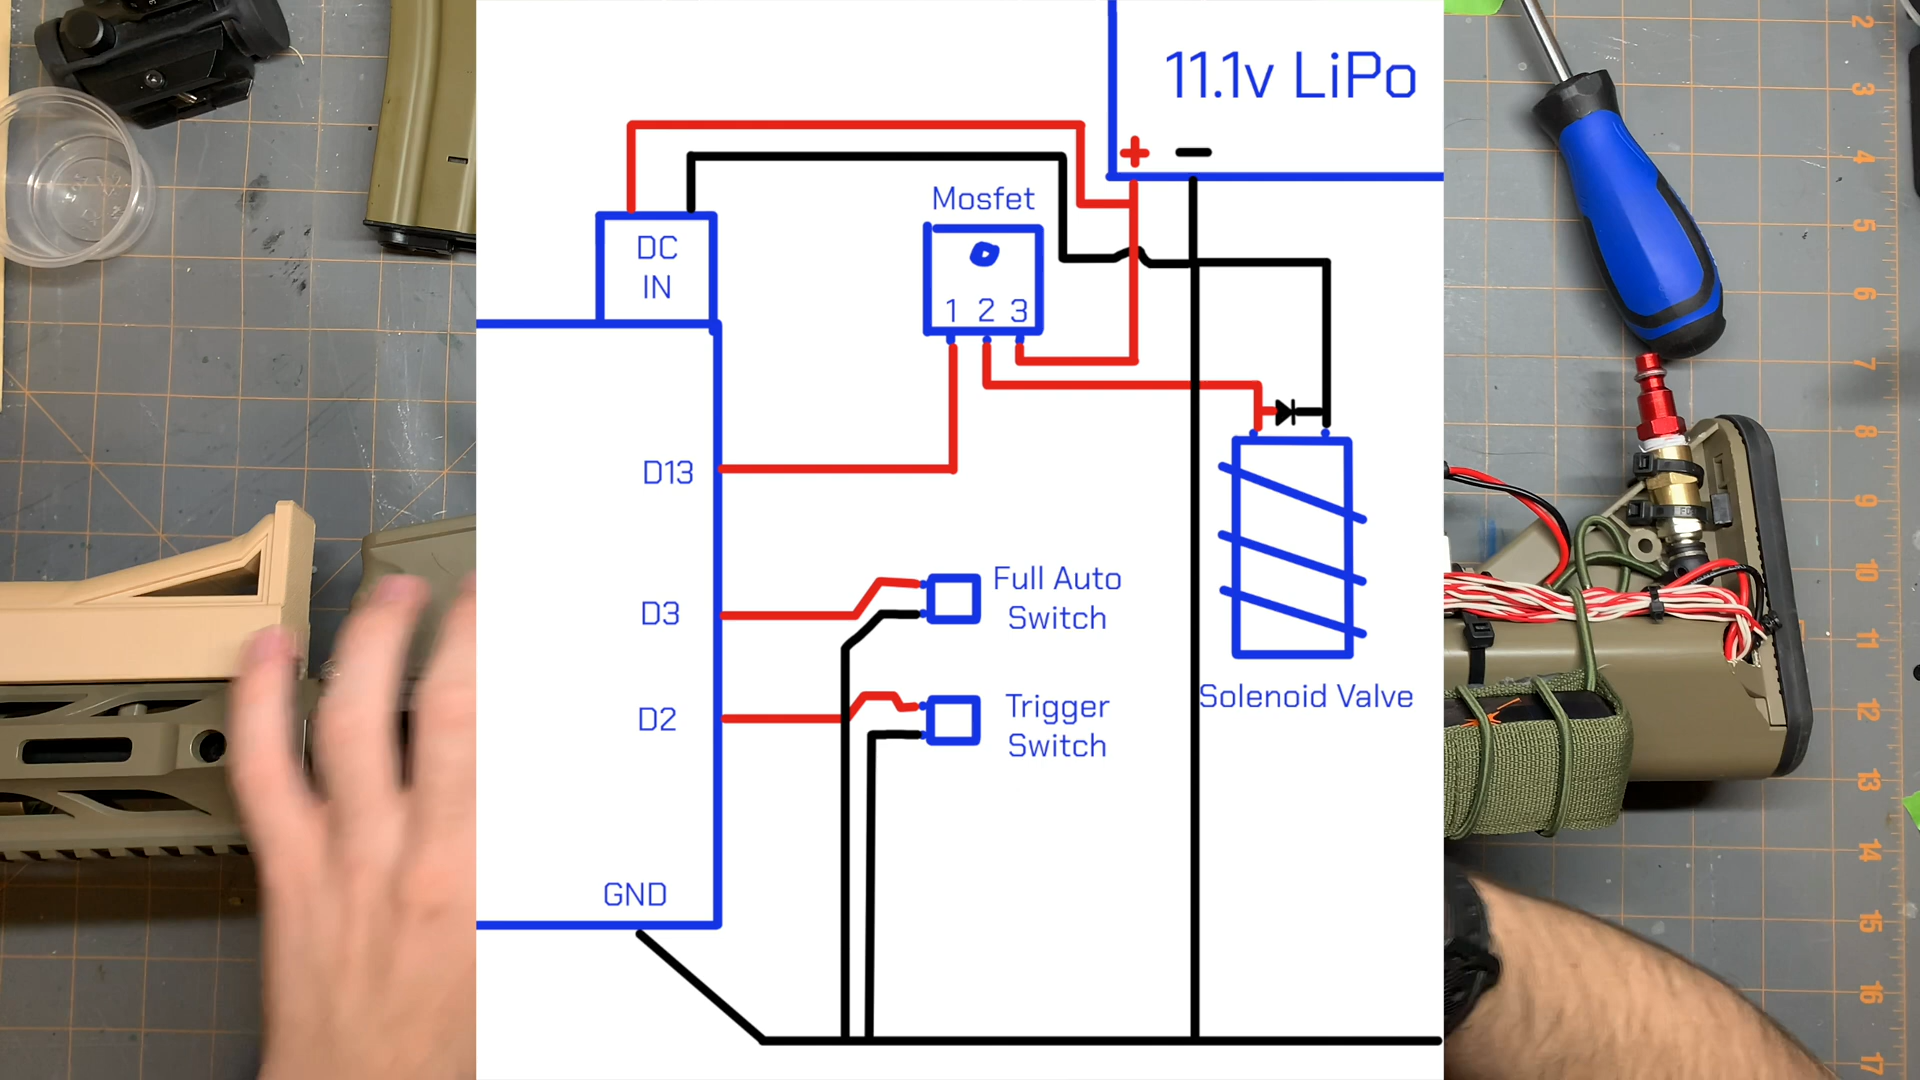 11.1v LiPo
+ −
Mosfet
DC
IN
1 2 3
D13
D3
Full Auto
Switch
D2
Trigger
Switch
Solenoid Valve
GND
2
3
4
5
6
7
8
9
10
11
12
13
14
15
16
17